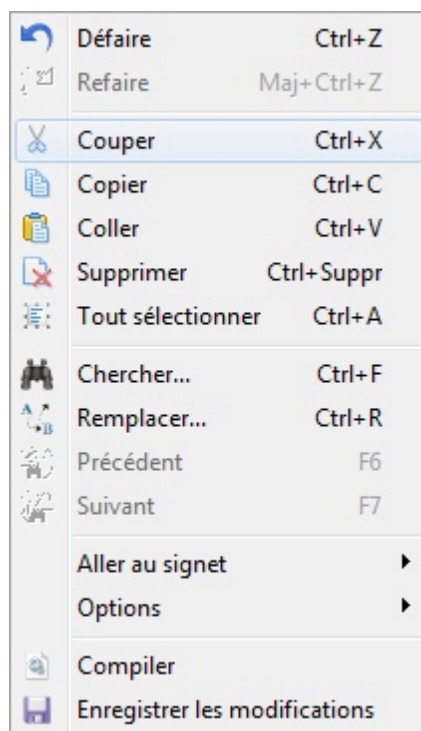 Défaire Ctrl+Z
Refaire Maj+Ctrl+Z
Couper Ctrl+X
Copier Ctrl+C
Coller Ctrl+V
Supprimer Ctrl+Suppr
Tout sélectionner Ctrl+A
Chercher... Ctrl+F
Remplacer... Ctrl+R
Précédent F6
Suivant F7
Aller au signet
Options
Compiler
Enregistrer les modifications